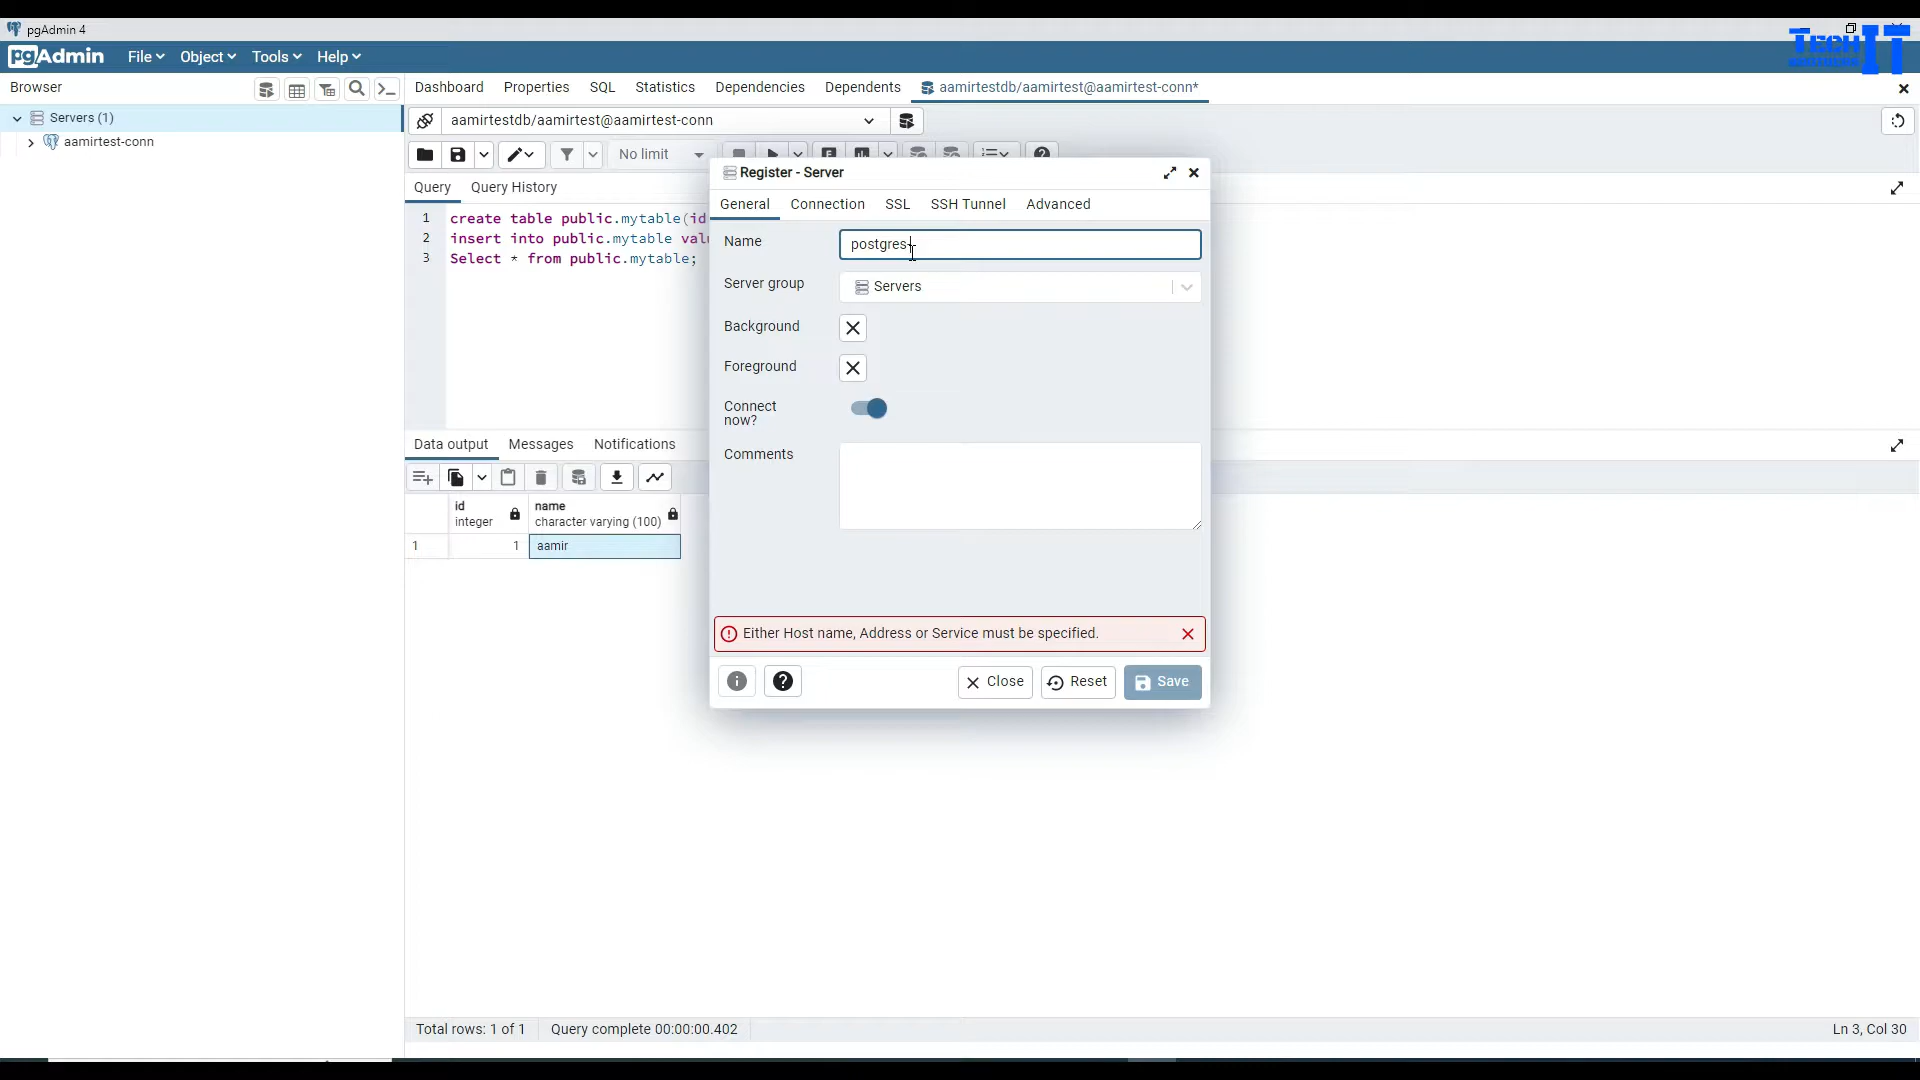 pgAdmin 4
TECH IT
pgAdmin File Object Tools Help
Browser
Dashboard Properties SQL Statistics Dependencies Dependents aamirtestdb/aamirtest@aamirtest-conn*
Servers (1)
aamirtest-conn
aamirtestdb/aamirtest@aamirtest-conn
No limit
Query Query History
1 create table public.mytable(id
2 insert into public.mytable valu
3 Select * from public.mytable;
Register - Server
General Connection SSL SSH Tunnel Advanced
Name postgres-
Server group Servers
Background
Foreground
Connect
now?
Comments
Either Host name, Address or Service must be specified.
Close Reset Save
Data output Messages Notifications
id name
integer character varying (100)
1 1 aamir
Total rows: 1 of 1 Query complete 00:00:00.402 Ln 3, Col 30